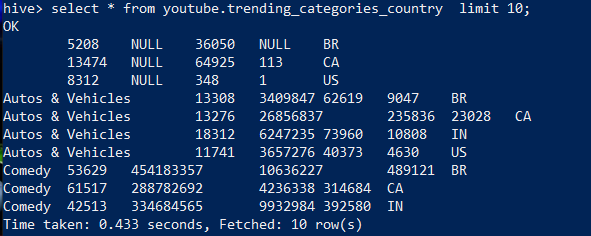 hive> select * from youtube.trending_categories_country  limit 10;
OK
        5208    NULL    36050   NULL    BR
        13474   NULL    64925   113     CA
        8312    NULL    348     1       US
Autos & Vehicles        13308   3409847 62619   9047    BR
Autos & Vehicles        13276   26856837        235836  23028   CA
Autos & Vehicles        18312   6247235 73960   10808   IN
Autos & Vehicles        11741   3657276 40373   4630    US
Comedy  53629   454183357       10636227        489121  BR
Comedy  61517   288782692       4236338 314684  CA
Comedy  42513   334684565       9932984 392580  IN
Time taken: 0.433 seconds, Fetched: 10 row(s)